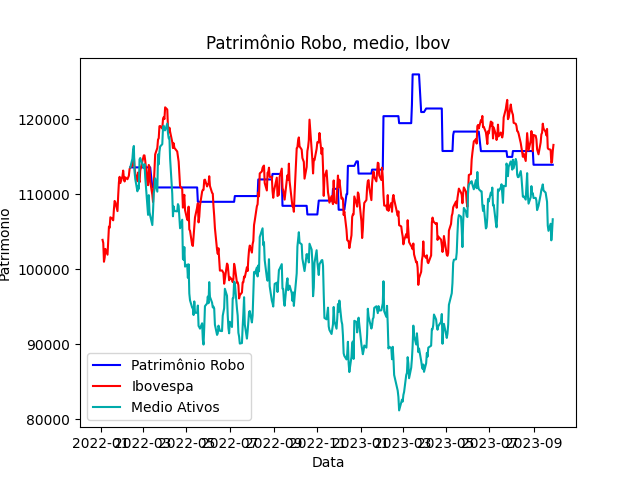 Patrimônio Robo, medio, Ibov
Patrimonio
120000
110000
100000
90000
80000
Patrimônio Robo
Ibovespa
Medio Ativos
2022-01 2022-03 2022-05 2022-07 2022-09 2022-11 2023-01 2023-03 2023-05 2023-07 2023-09
Data